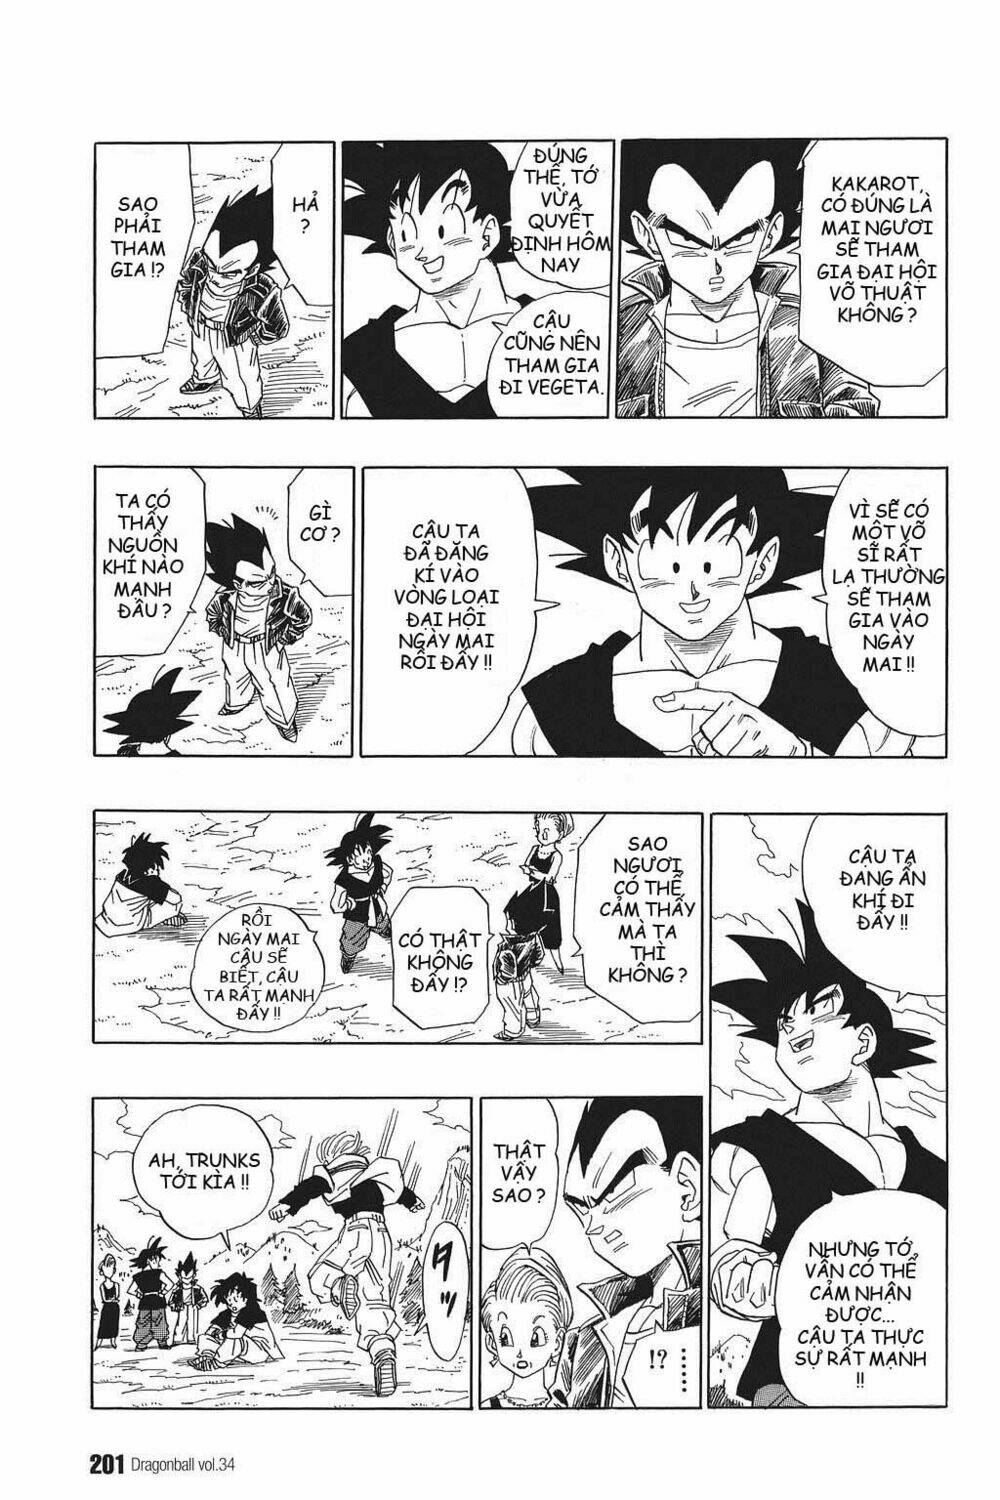 KAKAROT,
CÓ ĐÚNG LÀ
MAI NGƯƠI
SẼ THAM
GIA ĐẠI HỘI
VÕ THUẬT
KHÔNG?
ĐÚNG
THẾ, TỚ
VỪA
QUYẾT
ĐỊNH HÔM
NAY
CẬU
CŨNG NÊN
THAM GIA
ĐI VEGETA.
HẢ
?
SAO
PHẢI
THAM
GIA !?
VÌ SẼ CÓ
MỘT VÕ
SĨ RẤT
LẠ THƯỜNG
SẼ THAM
GIA VÀO
NGÀY
MAI !!
CẬU TA
ĐÃ ĐĂNG
KÍ VÀO
VÒNG LOẠI
ĐẠI HỘI
NGÀY MAI
RỒI ĐẤY !!
GÌ
CƠ ?
TA CÓ
THẤY
NGUỒN
KHÍ NÀO
MẠNH
ĐÂU ?
CẬU TA
ĐANG ẨN
KHÍ ĐI
ĐẤY !!
NHƯNG TỚ
VẪN CÓ THỂ
CẢM NHẬN
ĐƯỢC...
CẬU TA THỰC
SỰ RẤT MẠNH
!!
SAO
NGƯƠI
CÓ THỂ
CẢM THẤY
MÀ TA
THÌ
KHÔNG ?
CÓ THẬT
KHÔNG
ĐẤY !?
RỒI
NGÀY MAI
CẬU SẼ
BIẾT, CẬU
TA RẤT MẠNH
ĐẤY !!
THẬT
VẬY
SAO ?
......
!?
AH, TRUNKS
TỚI KÌA !!
タッ
201 Dragonball vol.34